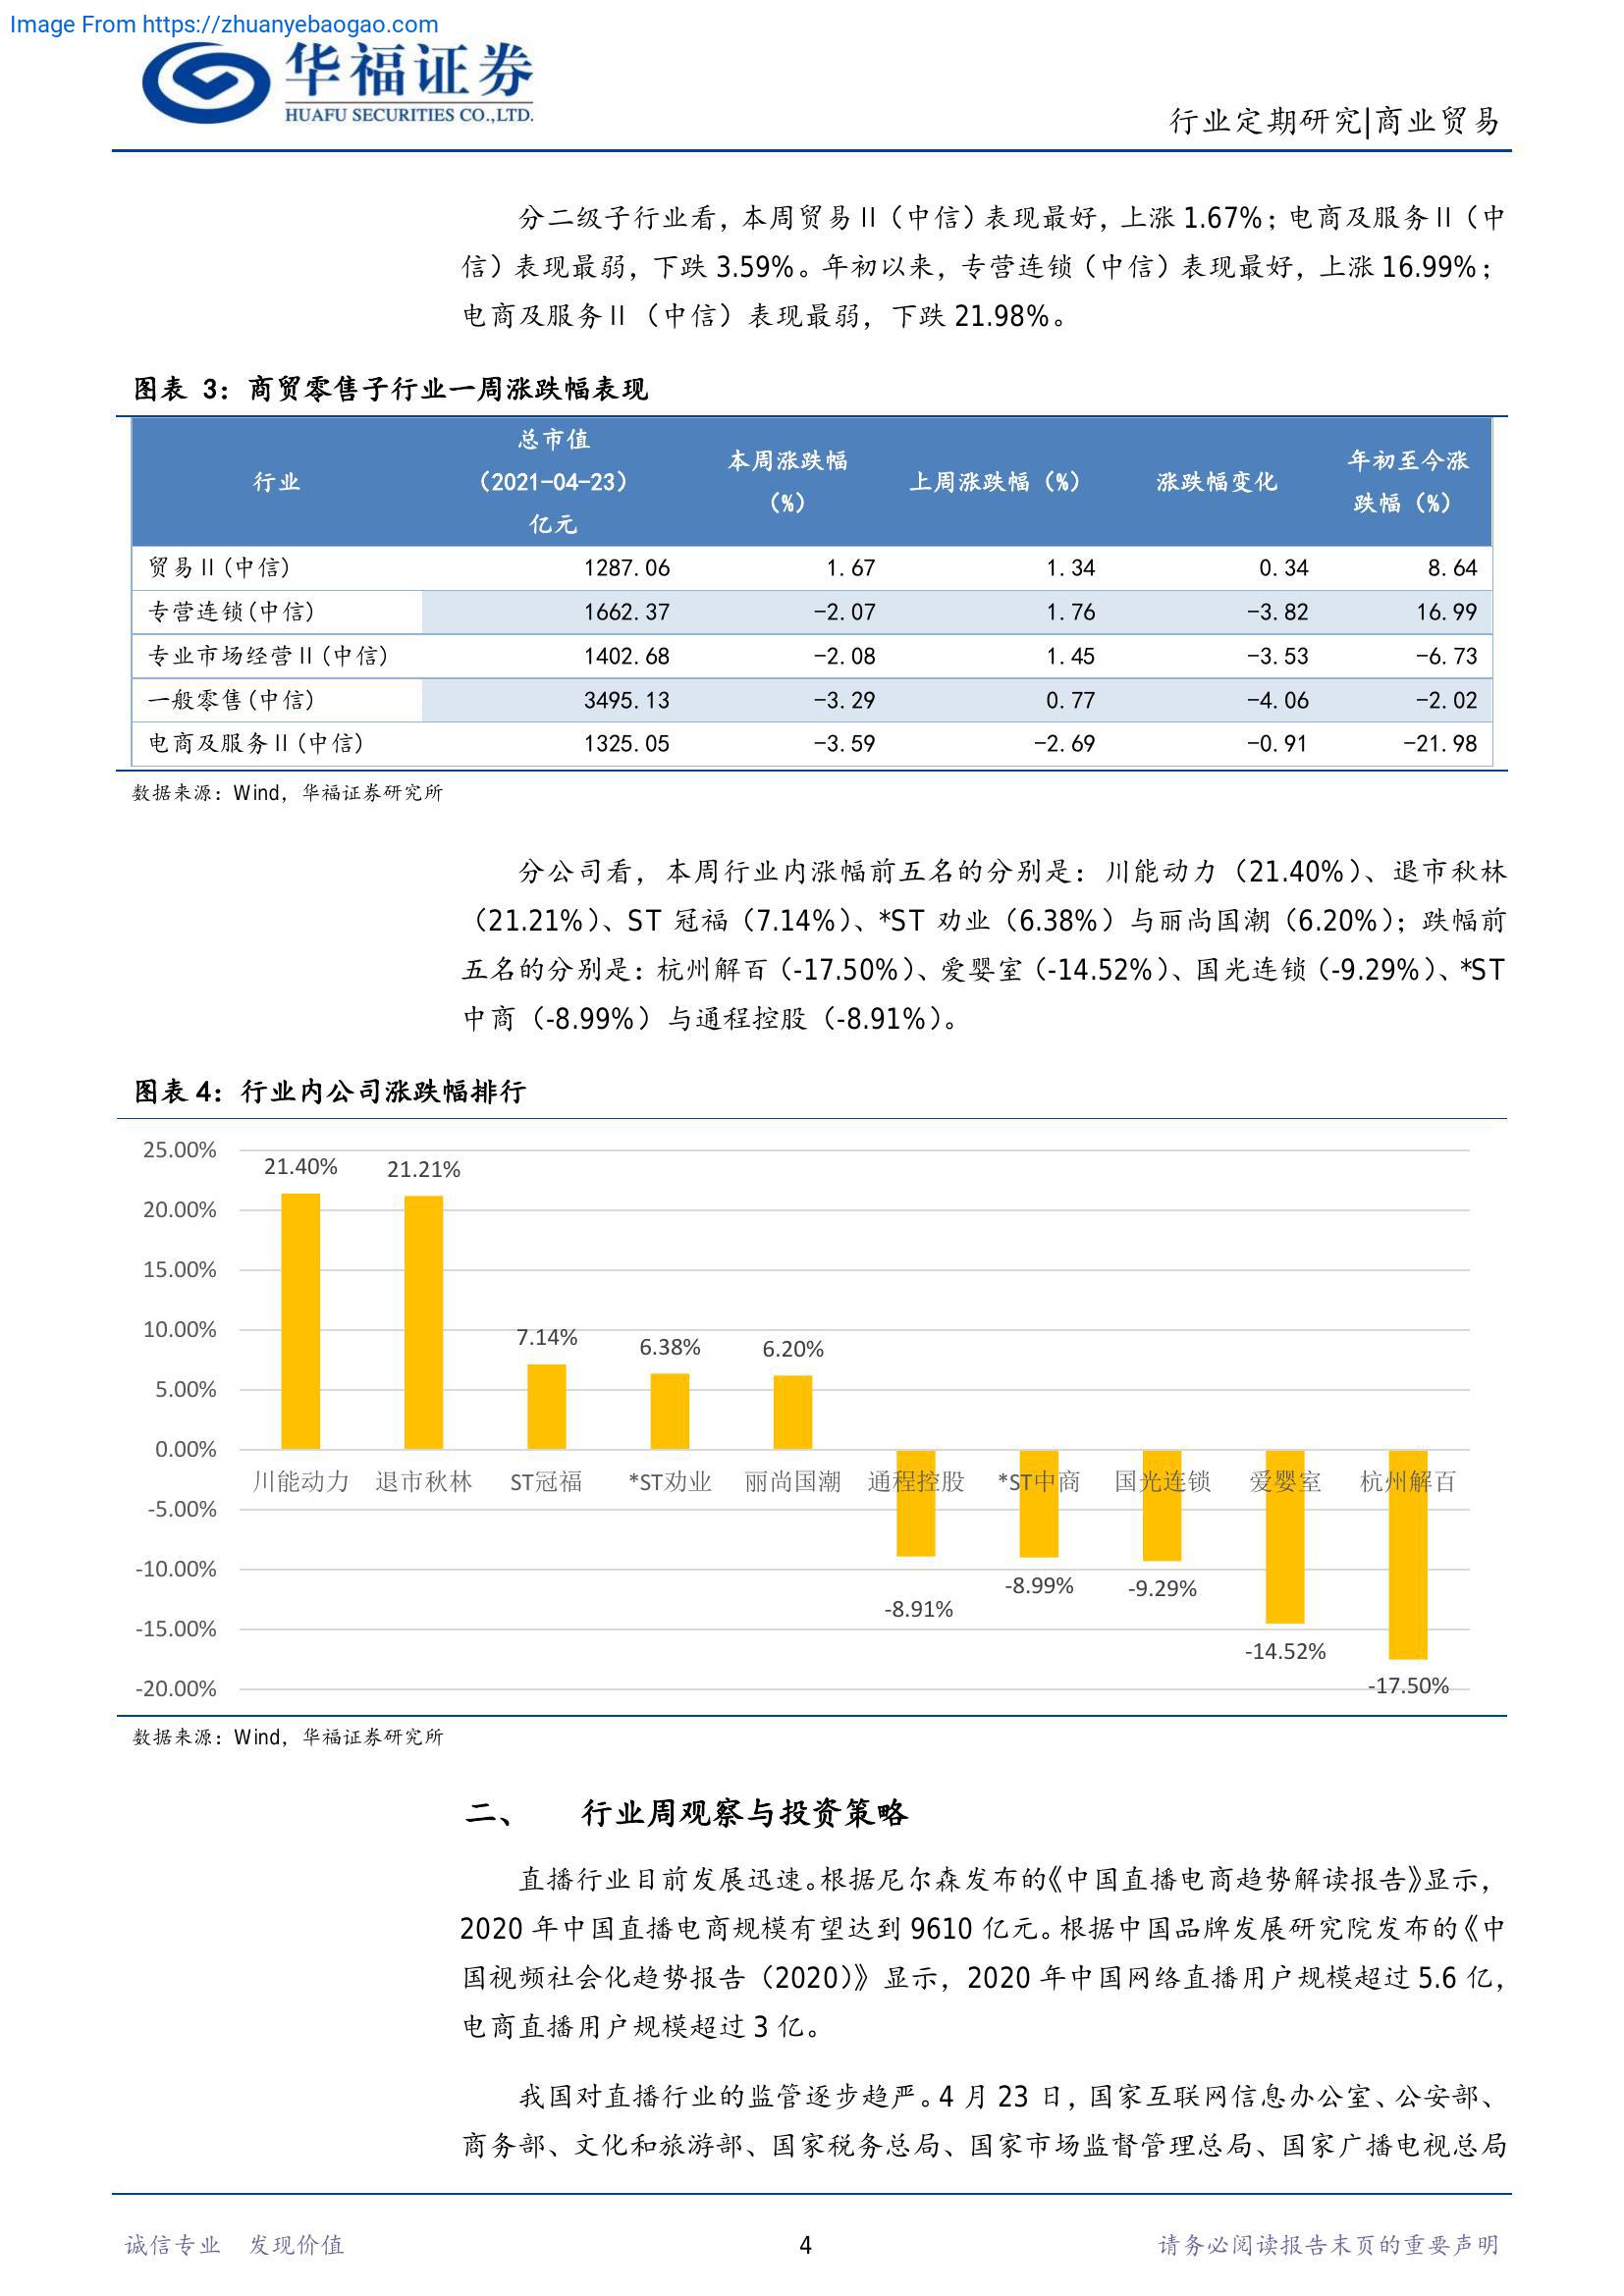 Image From https://zhuanyebaogao.com
华福证券
HUAFU SECURITIES CO.,LTD.
行业定期研究|商业贸易
分二级子行业看，本周贸易Ⅱ（中信）表现最好，上涨 1.67%；电商及服务Ⅱ（中
信）表现最弱，下跌 3.59%。年初以来，专营连锁（中信）表现最好，上涨 16.99%；
电商及服务Ⅱ（中信）表现最弱，下跌 21.98%。
图表 3：商贸零售子行业一周涨跌幅表现
行业 总市值（2021-04-23）亿元 本周涨跌幅（%） 上周涨跌幅（%） 涨跌幅变化 年初至今涨跌幅（%）
贸易Ⅱ(中信) 1287.06 1.67 1.34 0.34 8.64
专营连锁(中信) 1662.37 -2.07 1.76 -3.82 16.99
专业市场经营Ⅱ(中信) 1402.68 -2.08 1.45 -3.53 -6.73
一般零售(中信) 3495.13 -3.29 0.77 -4.06 -2.02
电商及服务Ⅱ(中信) 1325.05 -3.59 -2.69 -0.91 -21.98
数据来源：Wind，华福证券研究所
分公司看，本周行业内涨幅前五名的分别是：川能动力（21.40%）、退市秋林
（21.21%）、ST 冠福（7.14%）、*ST 劝业（6.38%）与丽尚国潮（6.20%）；跌幅前
五名的分别是：杭州解百（-17.50%）、爱婴室（-14.52%）、国光连锁（-9.29%）、*ST
中商（-8.99%）与通程控股（-8.91%）。
图表 4：行业内公司涨跌幅排行
25.00%
20.00%
15.00%
10.00%
5.00%
0.00%
-5.00%
-10.00%
-15.00%
-20.00%
21.40% 21.21% 7.14% 6.38% 6.20%
川能动力 退市秋林 ST冠福 *ST劝业 丽尚国潮 通程控股 *ST中商 国光连锁 爱婴室 杭州解百
-8.91% -8.99% -9.29% -14.52% -17.50%
数据来源：Wind，华福证券研究所
二、 行业周观察与投资策略
直播行业目前发展迅速。根据尼尔森发布的《中国直播电商趋势解读报告》显示，
2020 年中国直播电商规模有望达到 9610 亿元。根据中国品牌发展研究院发布的《中
国视频社会化趋势报告（2020）》显示，2020 年中国网络直播用户规模超过 5.6 亿，
电商直播用户规模超过 3 亿。
我国对直播行业的监管逐步趋严。4 月 23 日，国家互联网信息办公室、公安部、
商务部、文化和旅游部、国家税务总局、国家市场监督管理总局、国家广播电视总局
诚信专业 发现价值
4
请务必阅读报告末页的重要声明